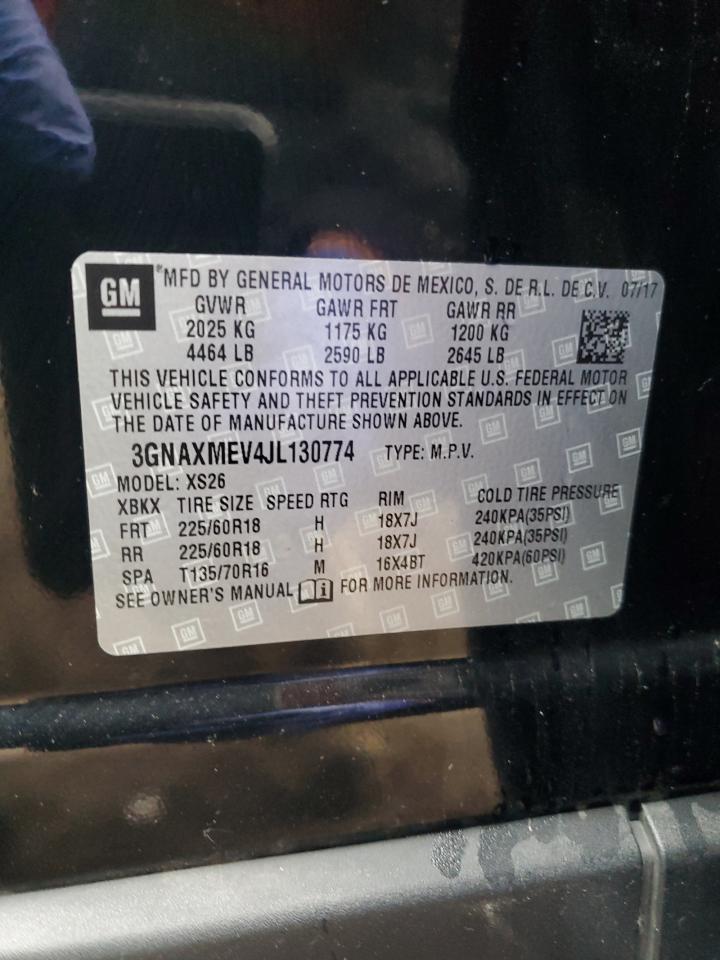 GM
®MFD BY GENERAL MOTORS DE MEXICO, S. DE R.L. DE C.V. 07/17
GVWR GAWR FRT GAWR RR
2025 KG 1175 KG 1200 KG
4464 LB 2590 LB 2645 LB
THIS VEHICLE CONFORMS TO ALL APPLICABLE U.S. FEDERAL MOTOR
VEHICLE SAFETY AND THEFT PREVENTION STANDARDS IN EFFECT ON
THE DATE OF MANUFACTURE SHOWN ABOVE.
3GNAXMEV4JL130774 TYPE: M.P.V.
MODEL: XS26
XBKX TIRE SIZE SPEED RTG RIM COLD TIRE PRESSURE
FRT 225/60R18 H 18X7J 240KPA(35PSI)
RR 225/60R18 H 18X7J 240KPA(35PSI)
SPA T135/70R16 M 16X4BT 420KPA(60PSI)
SEE OWNER'S MANUAL i FOR MORE INFORMATION.